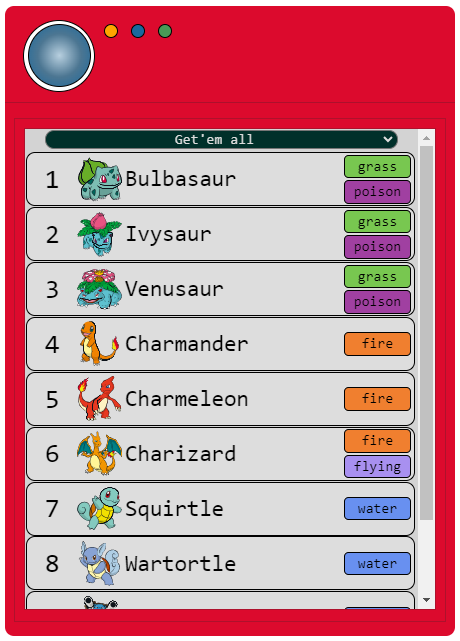 Get'em all
1 Bulbasaur grass
poison
2 Ivysaur grass
poison
3 Venusaur grass
poison
4 Charmander fire
5 Charmeleon fire
6 Charizard fire
flying
7 Squirtle water
8 Wartortle water